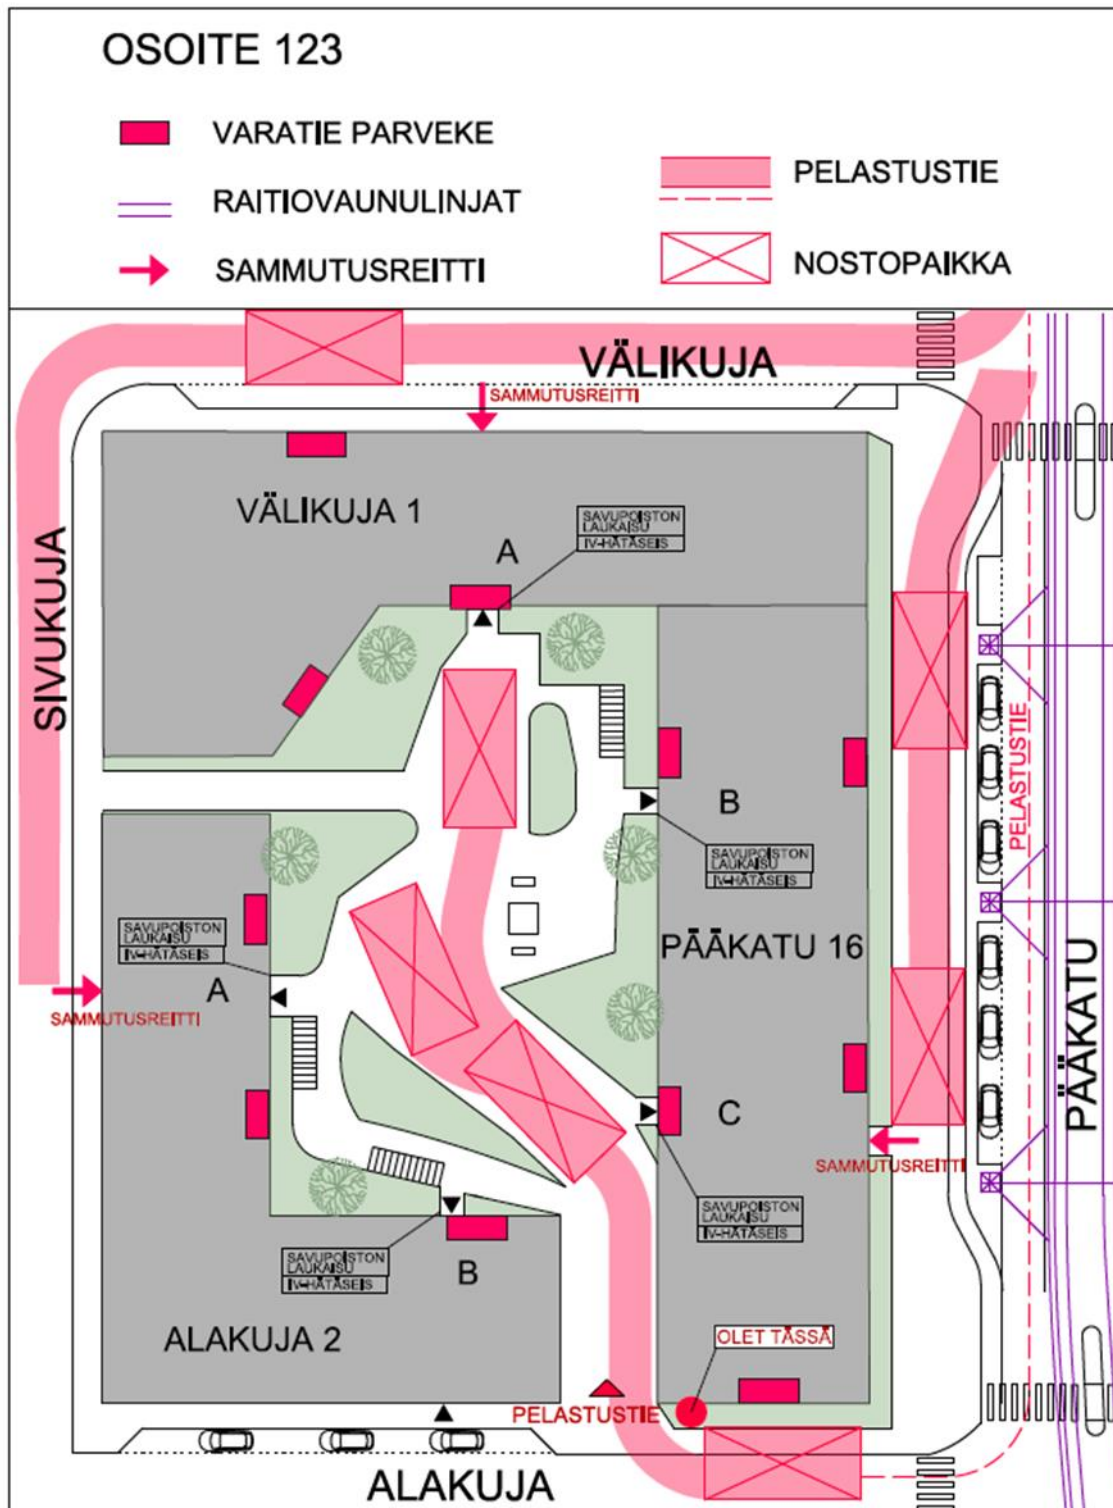 OSOITE 123
VARATIE PARVEKE
RAITIOVAUNULINJAT
SAMMUTUSREITTI
PELASTUSTIE
NOSTOPAIKKA
VÄLIKUJA
SAMMUTUSREITTI
VÄLIKUJA 1
SAVUPOISTON
LAUKAISU
IV-HÄTÄSEIS
A
SIVUKUJA
B
SAVUPOISTON
LAUKAISU
IV-HÄTÄSEIS
PELASTUSTIE
PÄÄKATU 16
SAVUPOISTON
LAUKAISU
IV-HÄTÄSEIS
A
SAMMUTUSREITTI
PÄÄKATU
C
SAMMUTUSREITTI
SAVUPOISTON
LAUKAISU
IV-HÄTÄSEIS
SAVUPOISTON
LAUKAISU
IV-HÄTÄSEIS
B
ALAKUJA 2
OLET TÄSSÄ
PELASTUSTIE
ALAKUJA